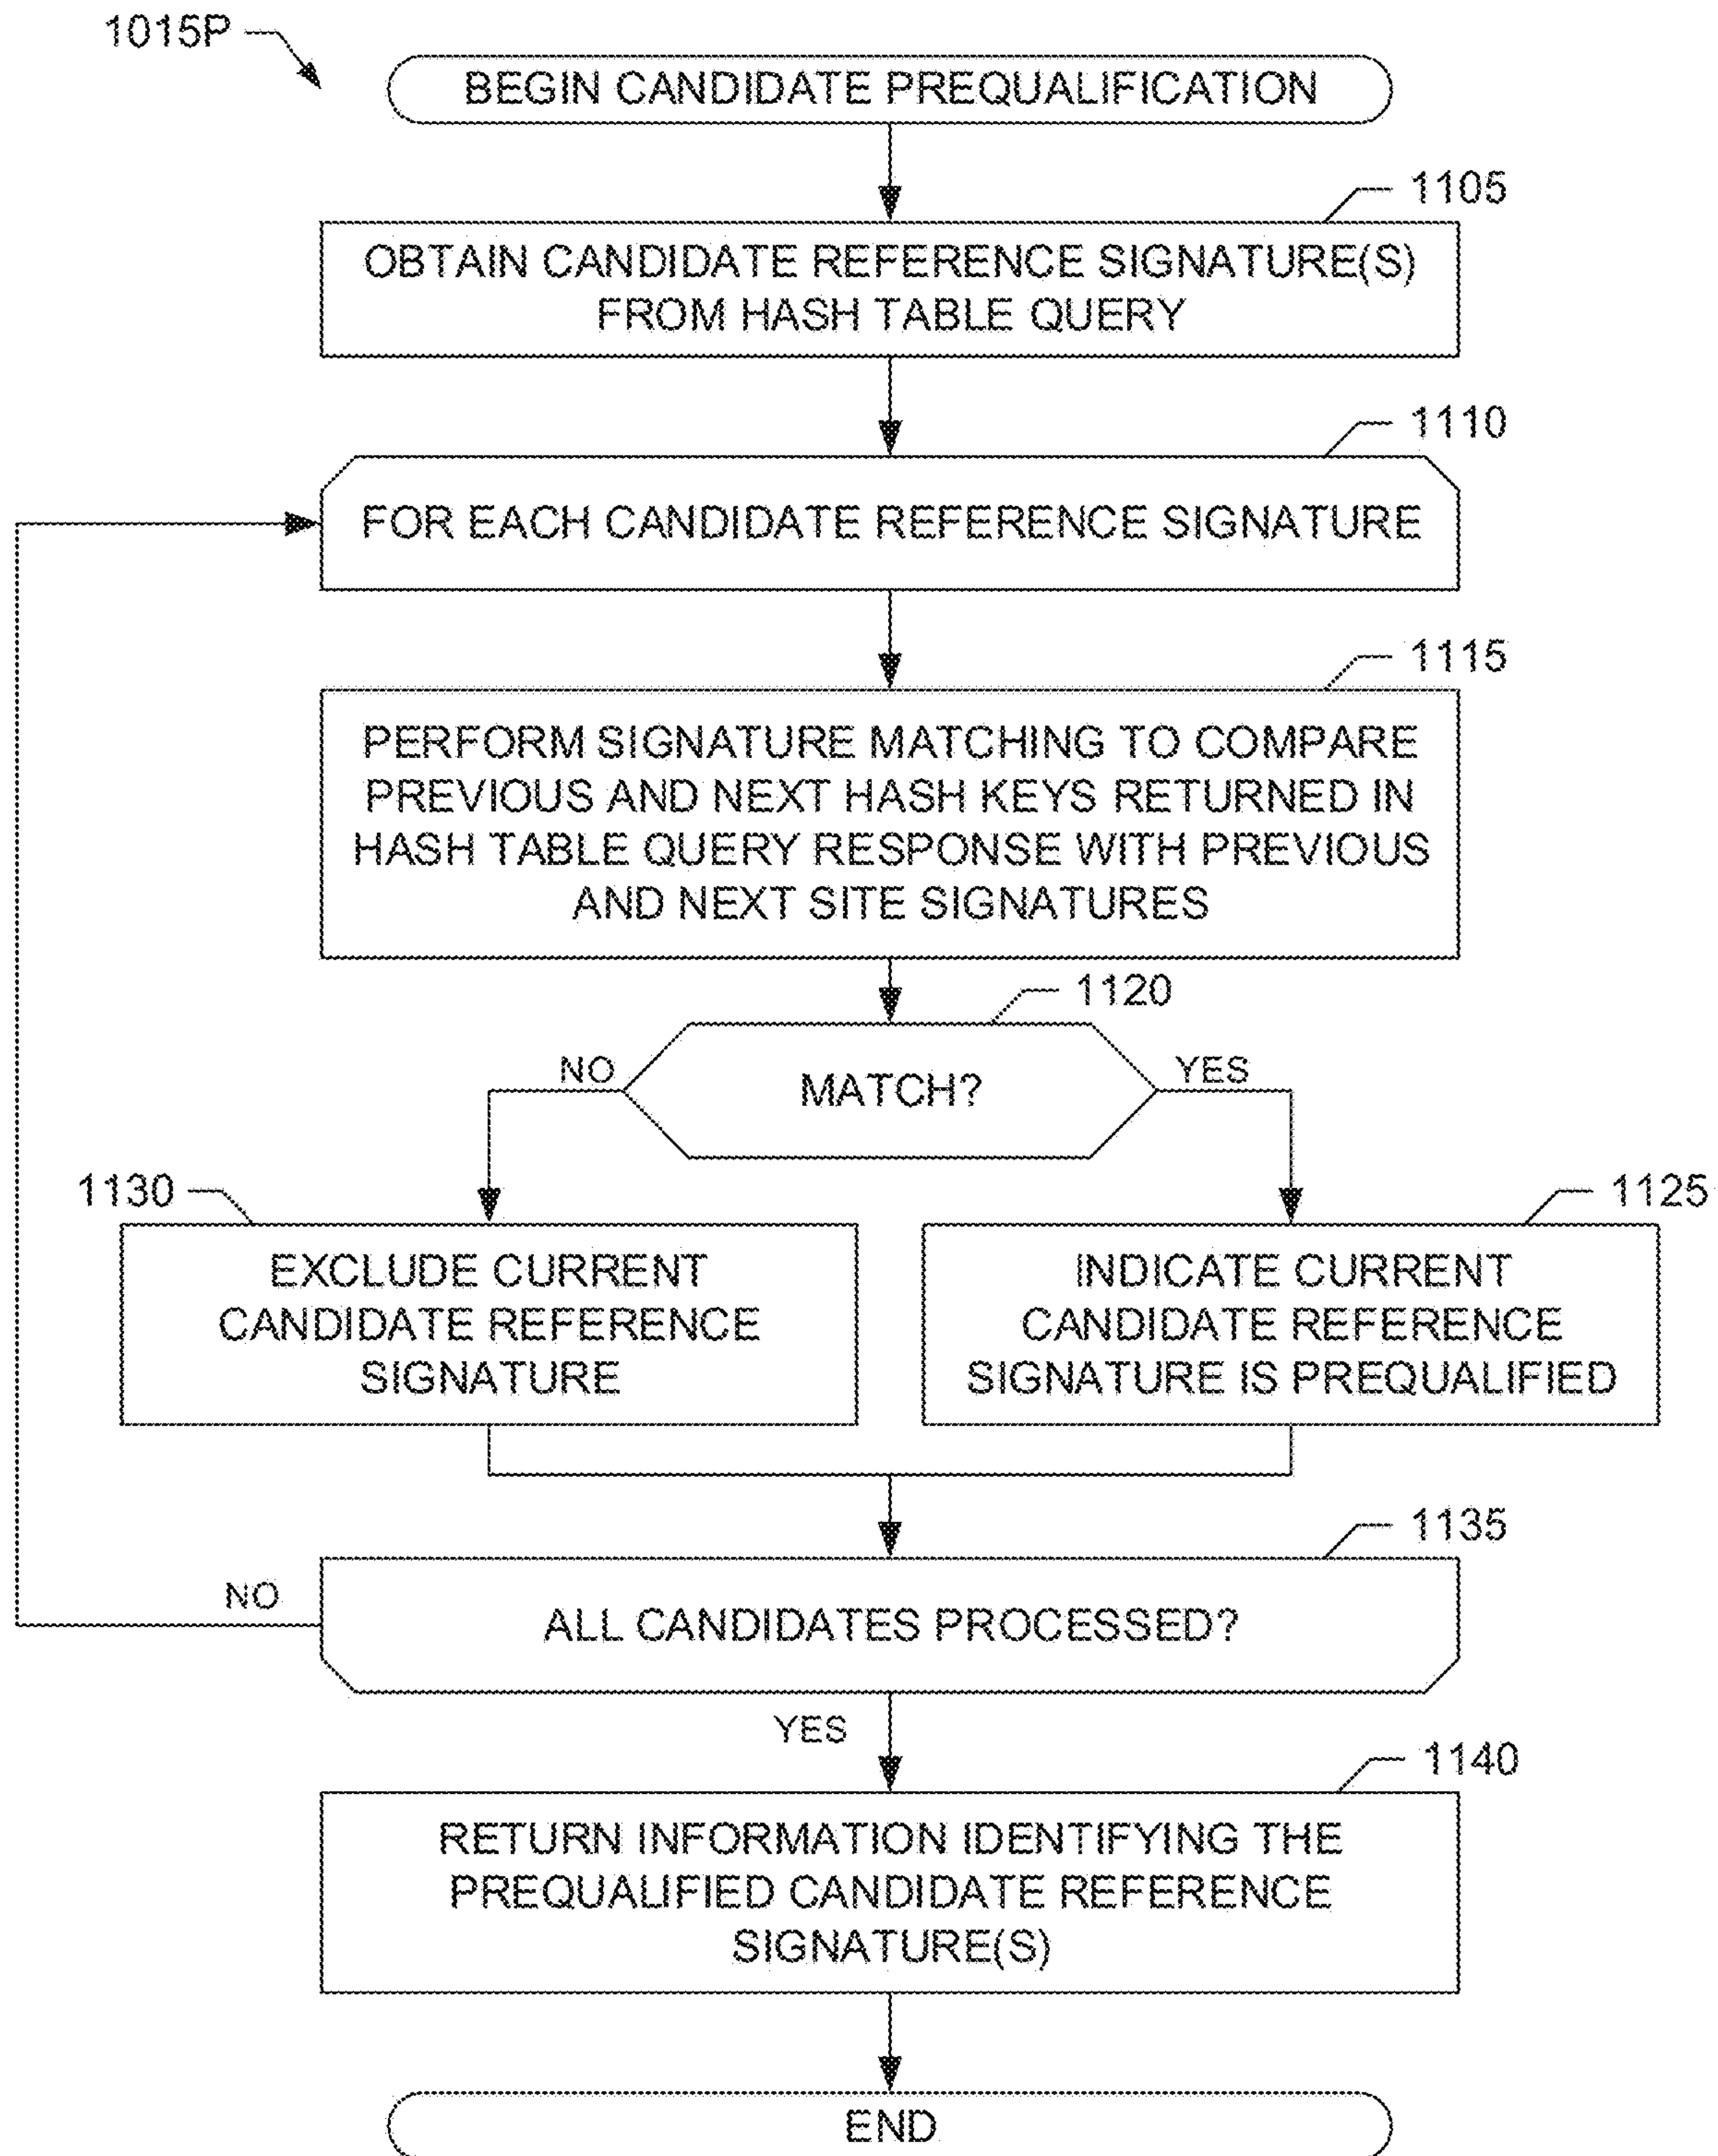 1015P
BEGIN CANDIDATE PREQUALIFICATION
1105
OBTAIN CANDIDATE REFERENCE SIGNATURE(S)
FROM HASH TABLE QUERY
1110
FOR EACH CANDIDATE REFERENCE SIGNATURE
1115
PERFORM SIGNATURE MATCHING TO COMPARE
PREVIOUS AND NEXT HASH KEYS RETURNED IN
HASH TABLE QUERY RESPONSE WITH PREVIOUS
AND NEXT SITE SIGNATURES
1120
NO
MATCH?
YES
1130
EXCLUDE CURRENT
CANDIDATE REFERENCE
SIGNATURE
1125
INDICATE CURRENT
CANDIDATE REFERENCE
SIGNATURE IS PREQUALIFIED
1135
NO
ALL CANDIDATES PROCESSED?
YES
1140
RETURN INFORMATION IDENTIFYING THE
PREQUALIFIED CANDIDATE REFERENCE
SIGNATURE(S)
END